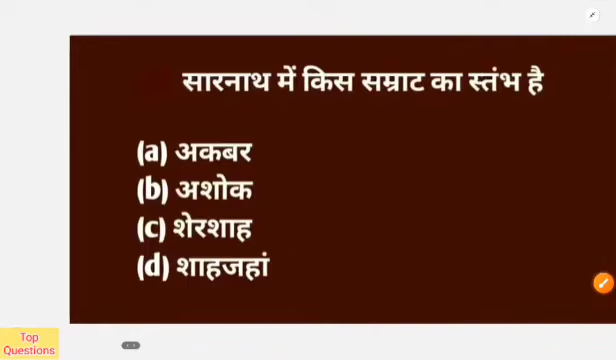 सारनाथ में किस सम्राट का स्तंभ है
(a) अकबर
(b) अशोक
(c) शेरशाह
(d) शाहजहां
Top
Questions